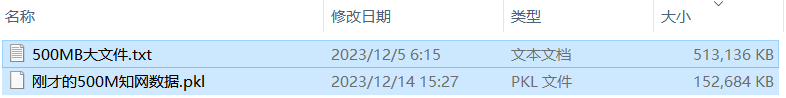 名称 修改日期 类型 大小
500MB大文件.txt 2023/12/5 6:15 文本文档 513,136 KB
刚才的500M知网数据.pkl 2023/12/14 15:27 PKL 文件 152,684 KB